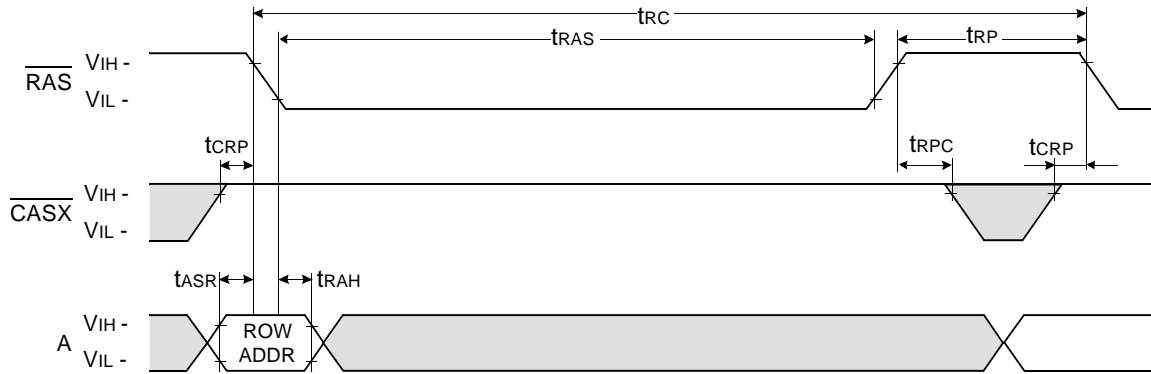 tRC
tRAS
tRP
RAS
VIH -
VIL -
tCRP
tRPC
tCRP
CASX
VIH -
VIL -
tASR
tRAH
A
VIH -
VIL -
ROW
ADDR